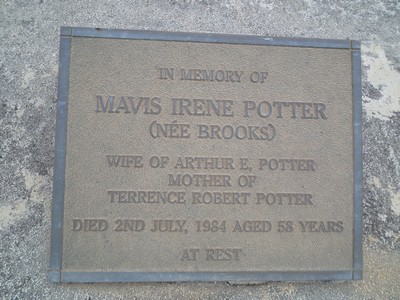 IN MEMORY OF
MAVIS IRENE POTTER
(NÉE BROOKS)
WIFE OF ARTHUR E. POTTER
MOTHER OF
TERRENCE ROBERT POTTER
DIED 2ND JULY, 1984 AGED 58 YEARS
AT REST